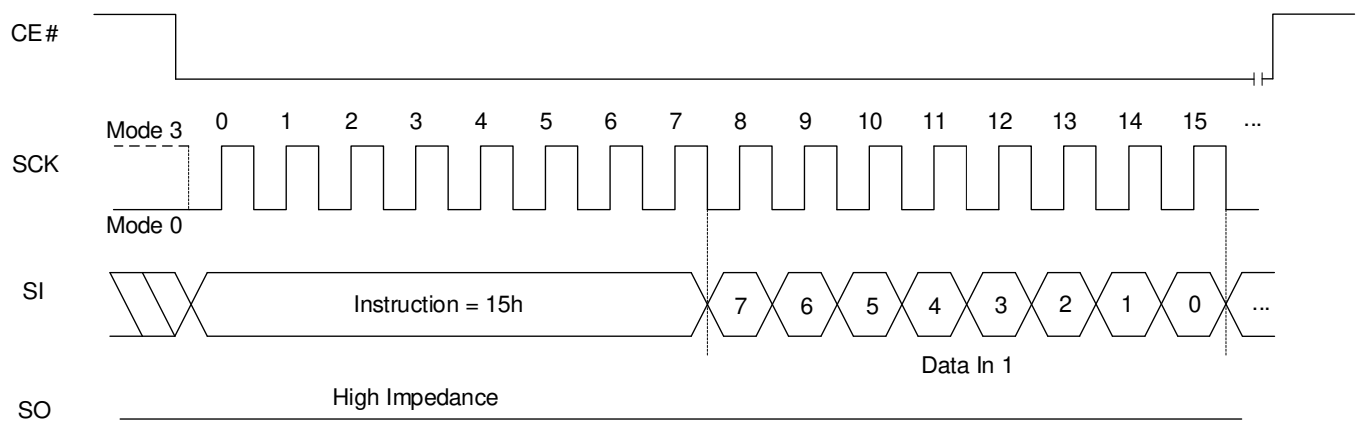 CE#
Mode 3 0 1 2 3 4 5 6 7 8 9 10 11 12 13 14 15 ...
SCK
Mode 0
SI Instruction = 15h 7 6 5 4 3 2 1 0 ...
Data In 1
High Impedance
SO